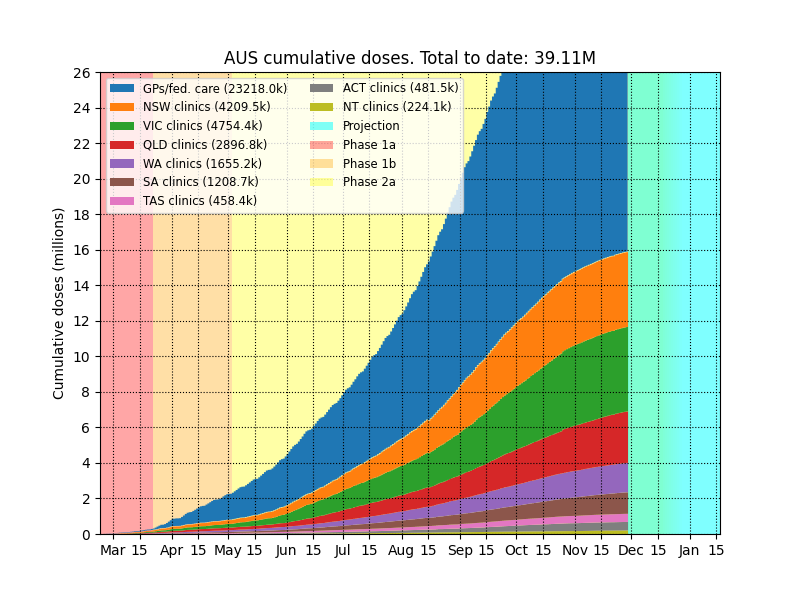 AUS cumulative doses. Total to date: 39.11M
GPs/fed. care (23218.0k)
NSW clinics (4209.5k)
VIC clinics (4754.4k)
QLD clinics (2896.8k)
WA clinics (1655.2k)
SA clinics (1208.7k)
TAS clinics (458.4k)
ACT clinics (481.5k)
NT clinics (224.1k)
Projection
Phase 1a
Phase 1b
Phase 2a
Cumulative doses (millions)
26
24
22
20
18
16
14
12
10
8
6
4
2
0
Mar 15 Apr 15 May 15 Jun 15 Jul 15 Aug 15 Sep 15 Oct 15 Nov 15 Dec 15 Jan 15